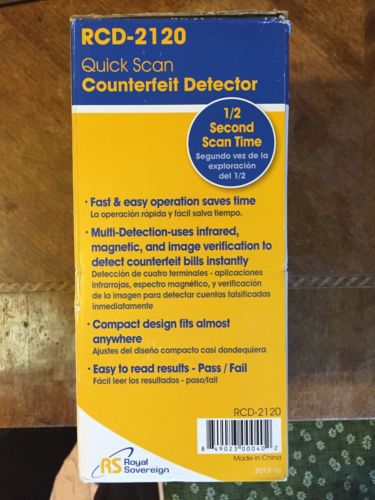 RCD-2120
Quick Scan
Counterfeit Detector
1/2
Second
Scan Time
Segundo vez de la
exploración
del 1/2
· Fast & easy operation saves time
La operación rápida y fácil salva tiempo.
· Multi-Detection-uses infrared,
magnetic, and image verification to
detect counterfeit bills instantly
Detección de cuatro terminales - aplicaciones
infrarrojas, espectro magnético, y verificación
de la imagen para detectar cuentas falsificadas
inmediatamente
· Compact design fits almost
anywhere
Ajustes del diseño compacto casi dondequiera
· Easy to read results - Pass / Fail
Fácil leer los resultados - paso/fall
RCD-2120
8 49023 00040 2
Made in China
2013-10
RS Royal
Sovereign